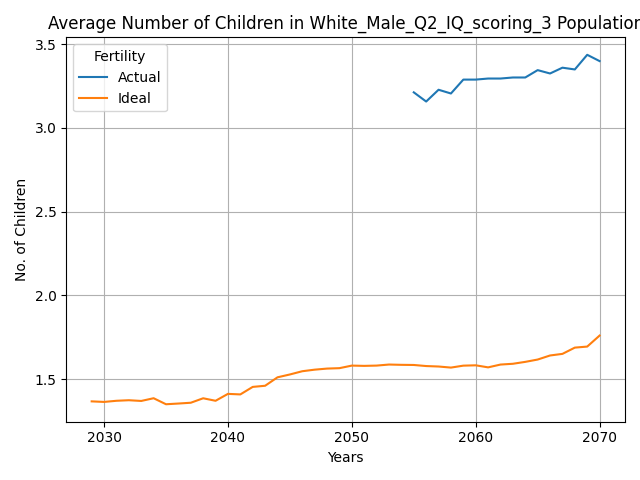 Average Number of Children in White_Male_Q2_IQ_scoring_3 Population
Fertility
Actual
Ideal
3.5
3.0
2.5
2.0
1.5
No. of Children
2030 2040 2050 2060 2070
Years